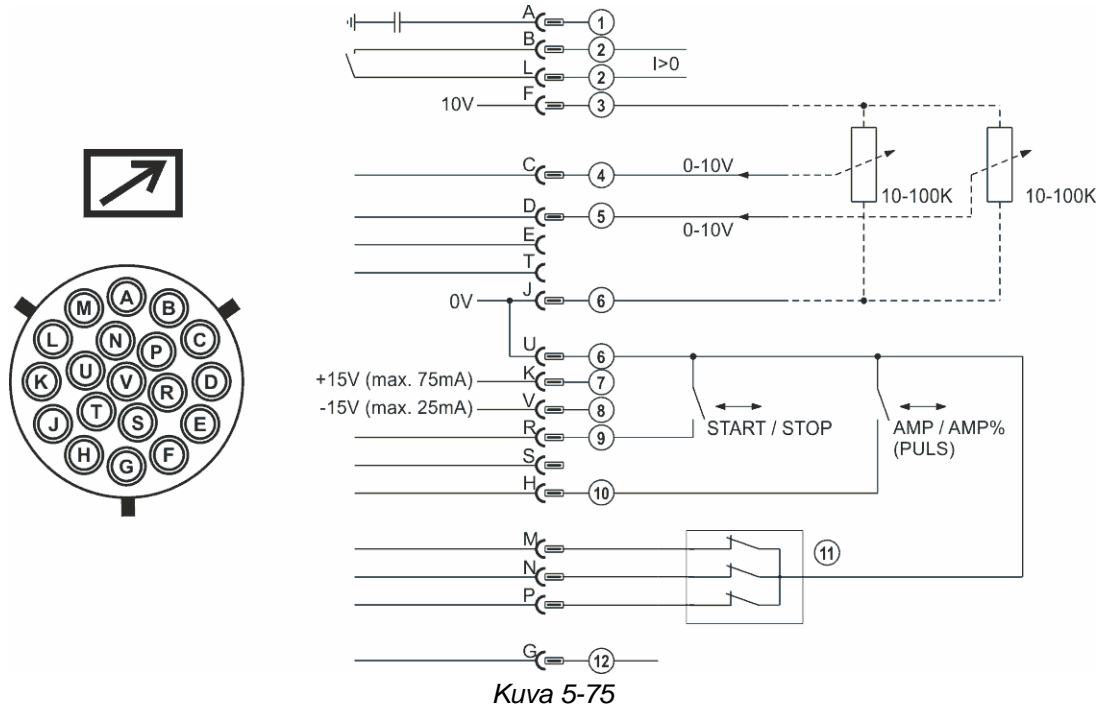 A
1
B
2
L
2
I>0
10V
F
3
C
4
0-10V
10-100K
10-100K
D
5
0-10V
E
T
0V
J
6
U
6
+15V (max. 75mA)
K
7
-15V (max. 25mA)
V
8
R
9
START / STOP
AMP / AMP%
(PULS)
S
H
10
M
11
N
P
G
12
A
M
B
L
N
C
P
U
K
V
D
R
T
J
S
E
H
F
G
Kuva 5-75